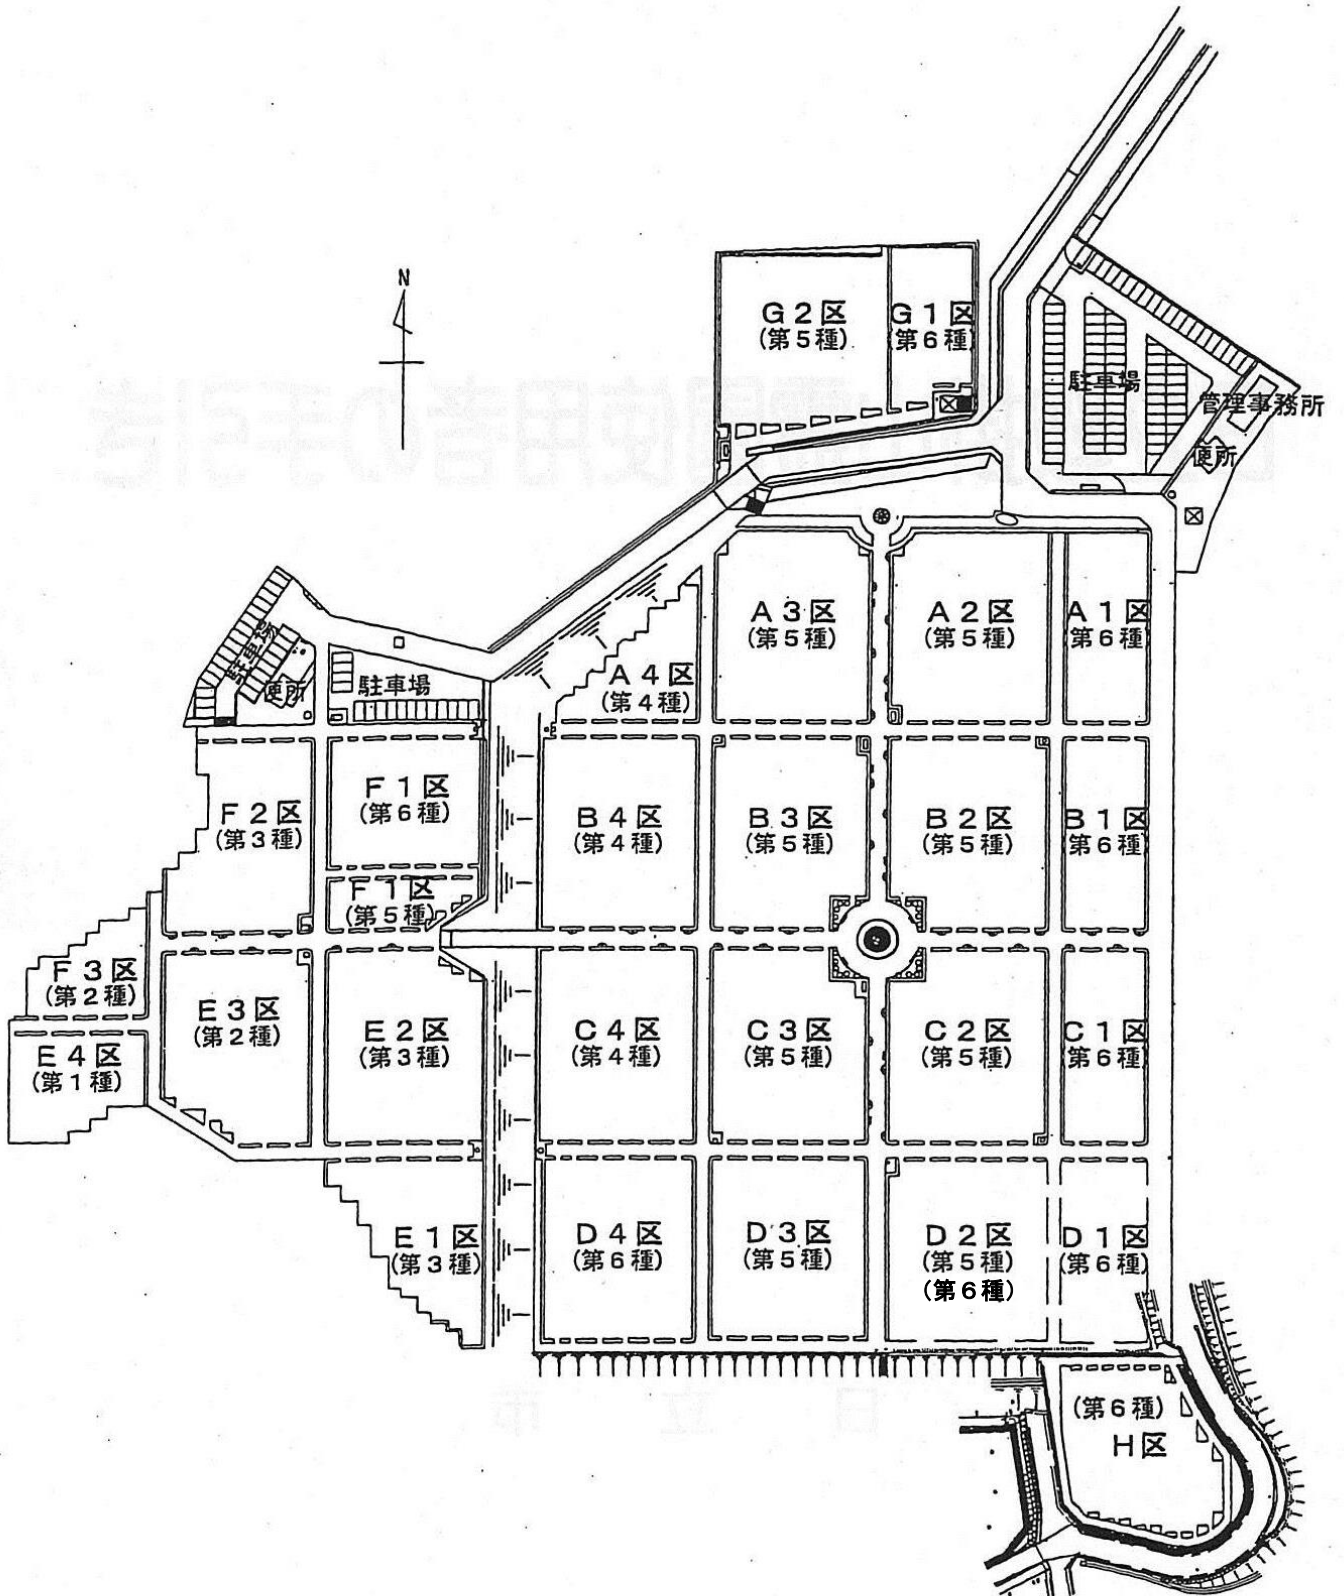 N
G2区
(第5種)
G1区
(第6種)
駐車場
管理事務所
便所
A3区
(第5種)
A2区
(第5種)
A1区
(第6種)
A4区
(第4種)
駐車場
便所
駐車場
F1区
(第6種)
F2区
(第3種)
B4区
(第4種)
B3区
(第5種)
B2区
(第5種)
B1区
(第6種)
F1区
(第5種)
F3区
(第2種)
E3区
(第2種)
E2区
(第3種)
E4区
(第1種)
C4区
(第4種)
C3区
(第5種)
C2区
(第5種)
C1区
(第6種)
E1区
(第3種)
D4区
(第6種)
D3区
(第5種)
D2区
(第5種)
(第6種)
D1区
(第6種)
(第6種)
H区
日立市